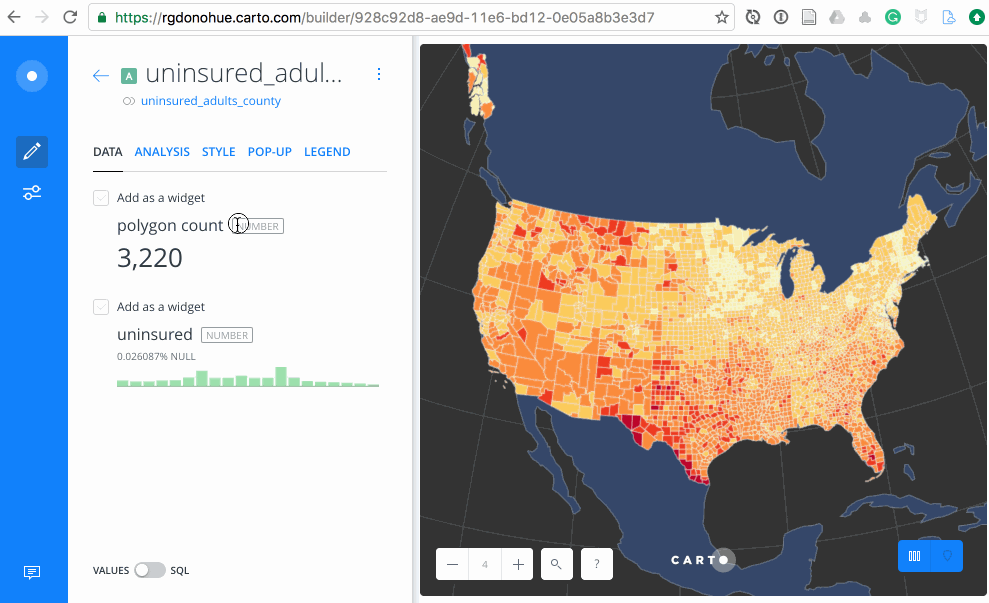 https://rgdonohue.carto.com/builder/928c92d8-ae9d-11e6-bd12-0e05a8b3e3d7
A uninsured_adul...
uninsured_adults_county
DATA ANALYSIS STYLE POP-UP LEGEND
Add as a widget
polygon count NUMBER
3,220
Add as a widget
uninsured NUMBER
0.026087% NULL
VALUES SQL
4 ?
CARTO